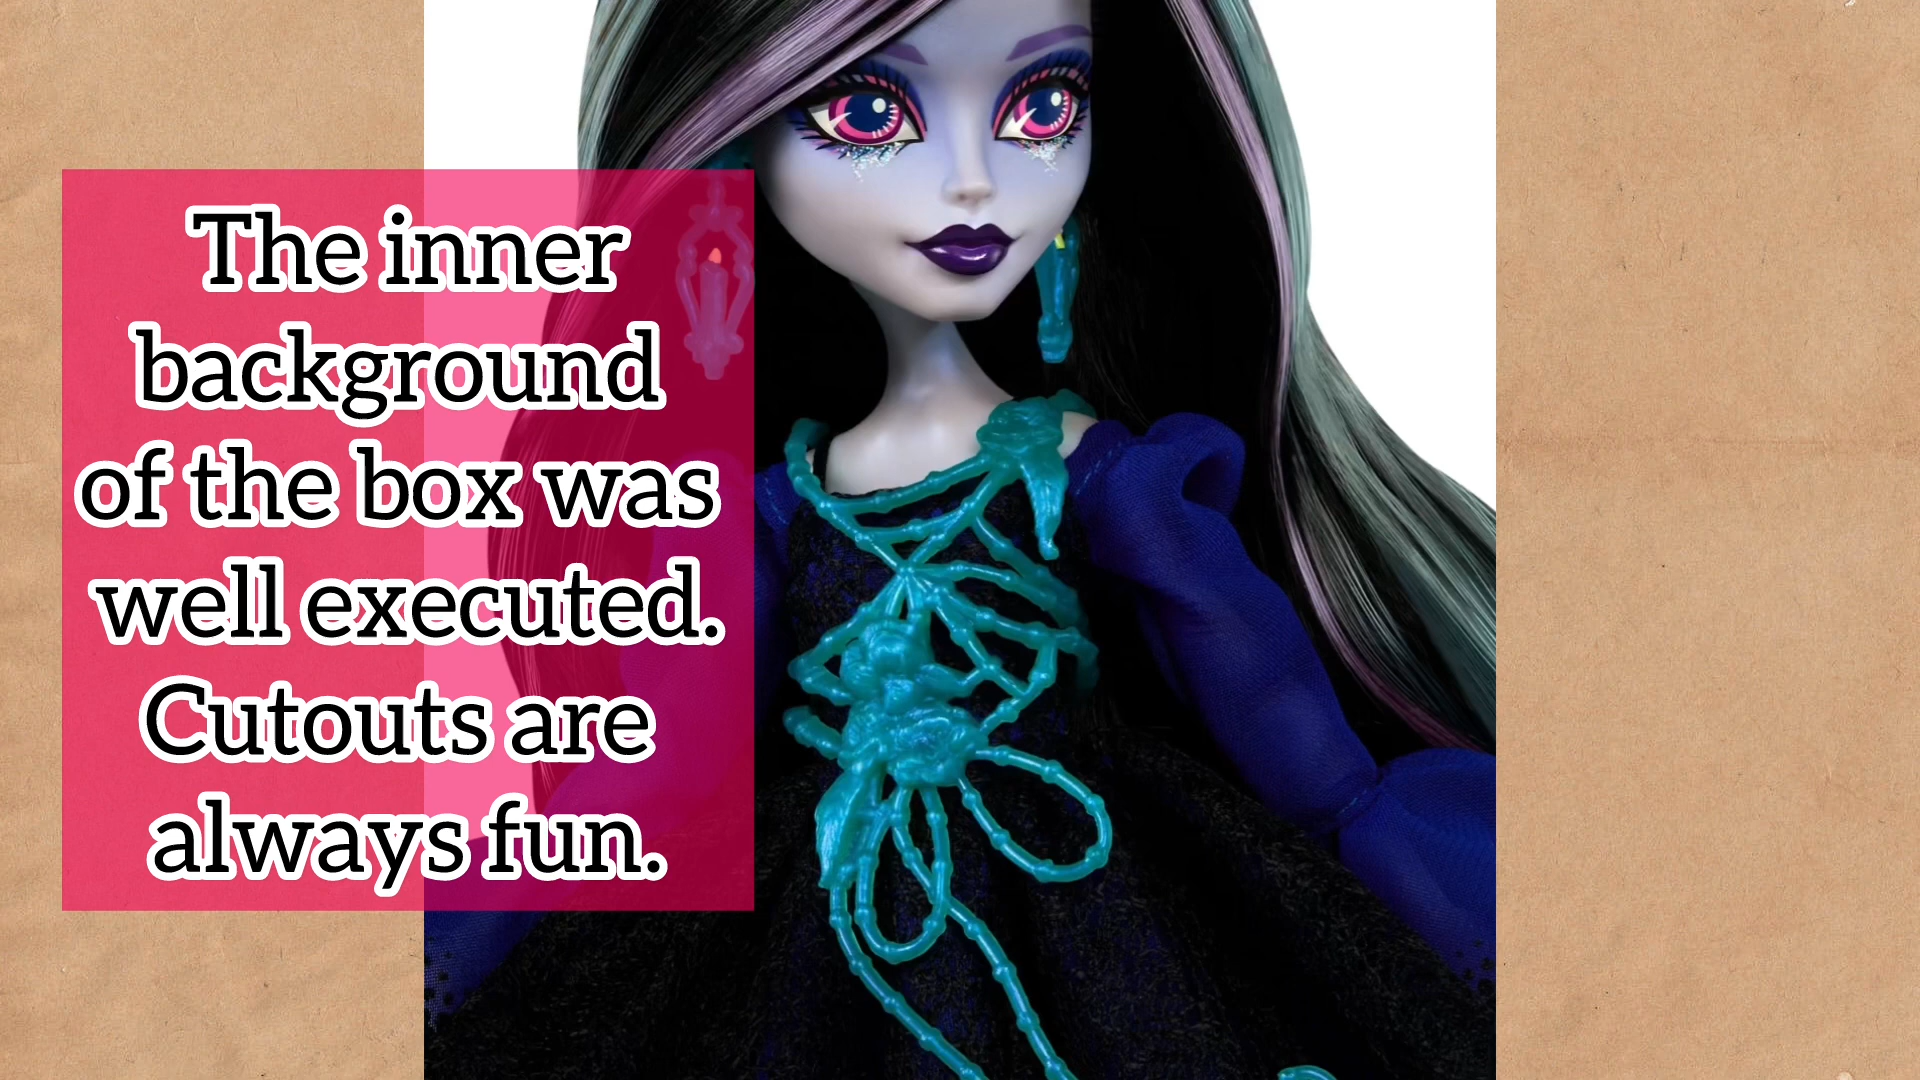 The inner
background
of the box was
well executed.
Cutouts are
always fun.